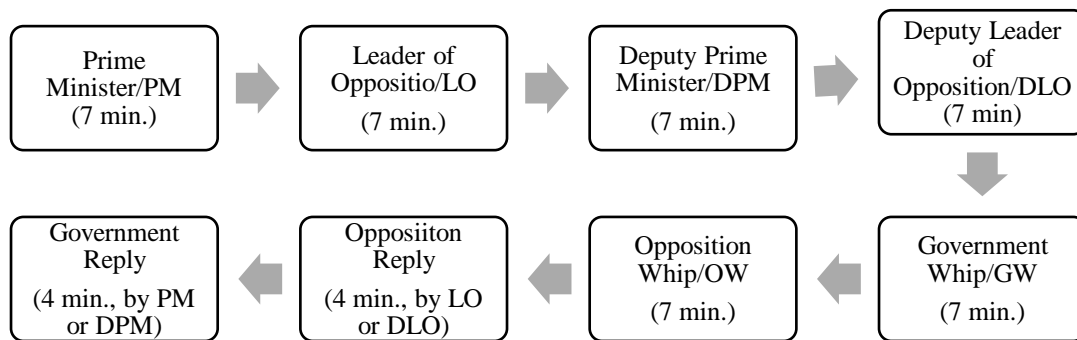 Prime
Minister/PM
(7 min.)
Leader of
Oppositio/LO
(7 min.)
Deputy Prime
Minister/DPM
(7 min.)
Deputy Leader
of
Opposition/DLO
(7 min)
Government
Whip/GW
(7 min.)
Opposition
Whip/OW
(7 min.)
Opposiiton
Reply
(4 min., by LO
or DLO)
Government
Reply
(4 min., by PM
or DPM)